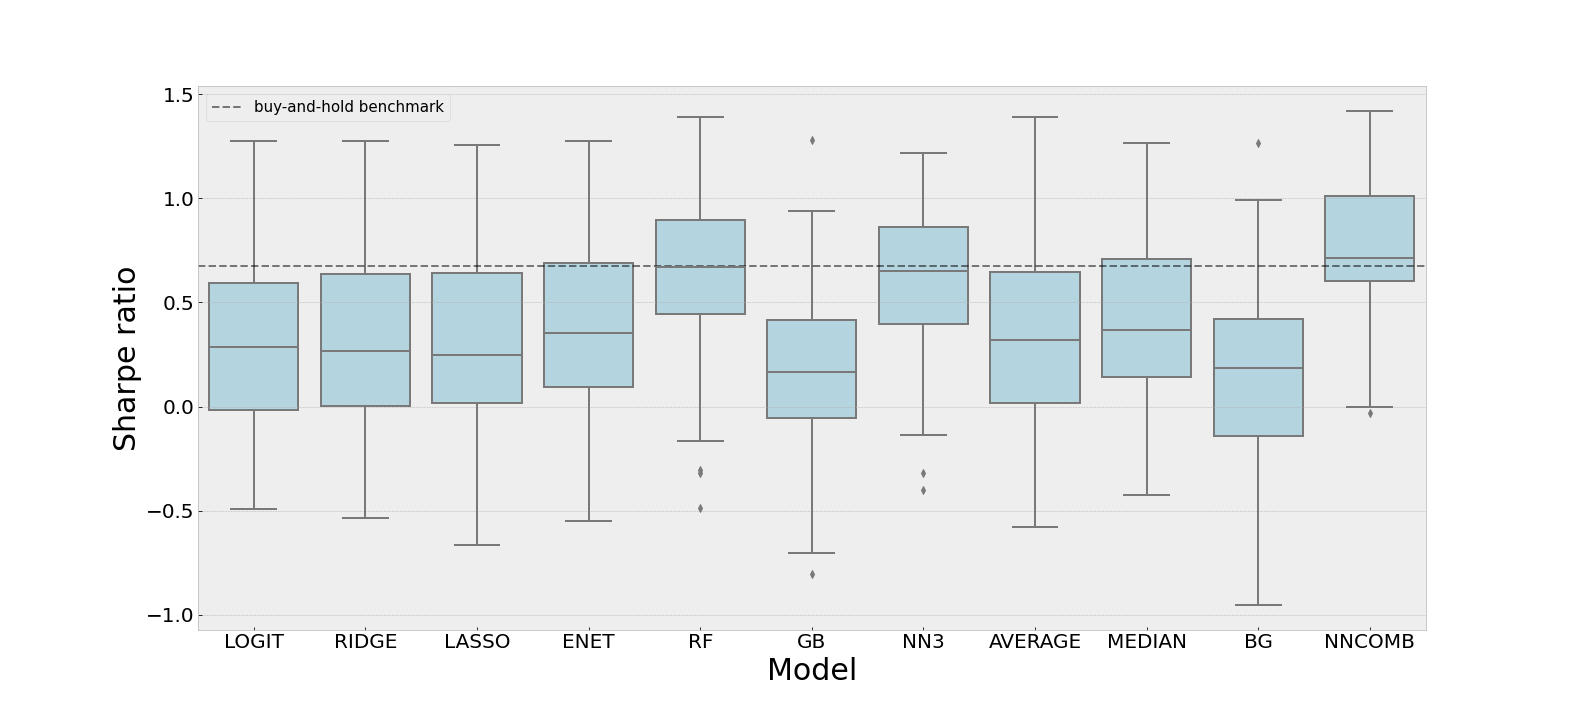 buy-and-hold benchmark
Sharpe ratio
1.5
1.0
0.5
0.0
−0.5
−1.0
LOGIT RIDGE LASSO ENET RF GB NN3 AVERAGE MEDIAN BG NNCOMB
Model